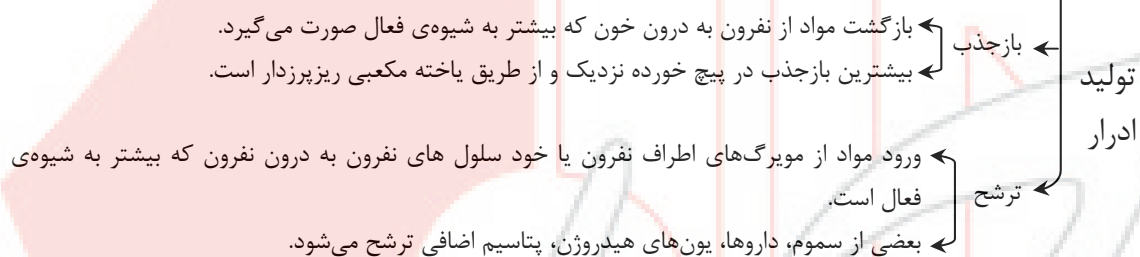 تولید
ادرار
بازجذب
بازگشت مواد از نفرون به درون خون که بیشتر به شیوه‌ی فعال صورت می‌گیرد.
بیشترین بازجذب در پیچ خورده نزدیک و از طریق یاخته مکعبی ریزپرزدار است.
ترشح
ورود مواد از مویرگ‌های اطراف نفرون یا خود سلول های نفرون به درون نفرون که بیشتر به شیوه‌ی
فعال است.
بعضی از سموم، داروها، یون‌های هیدروژن، پتاسیم اضافی ترشح می‌شود.